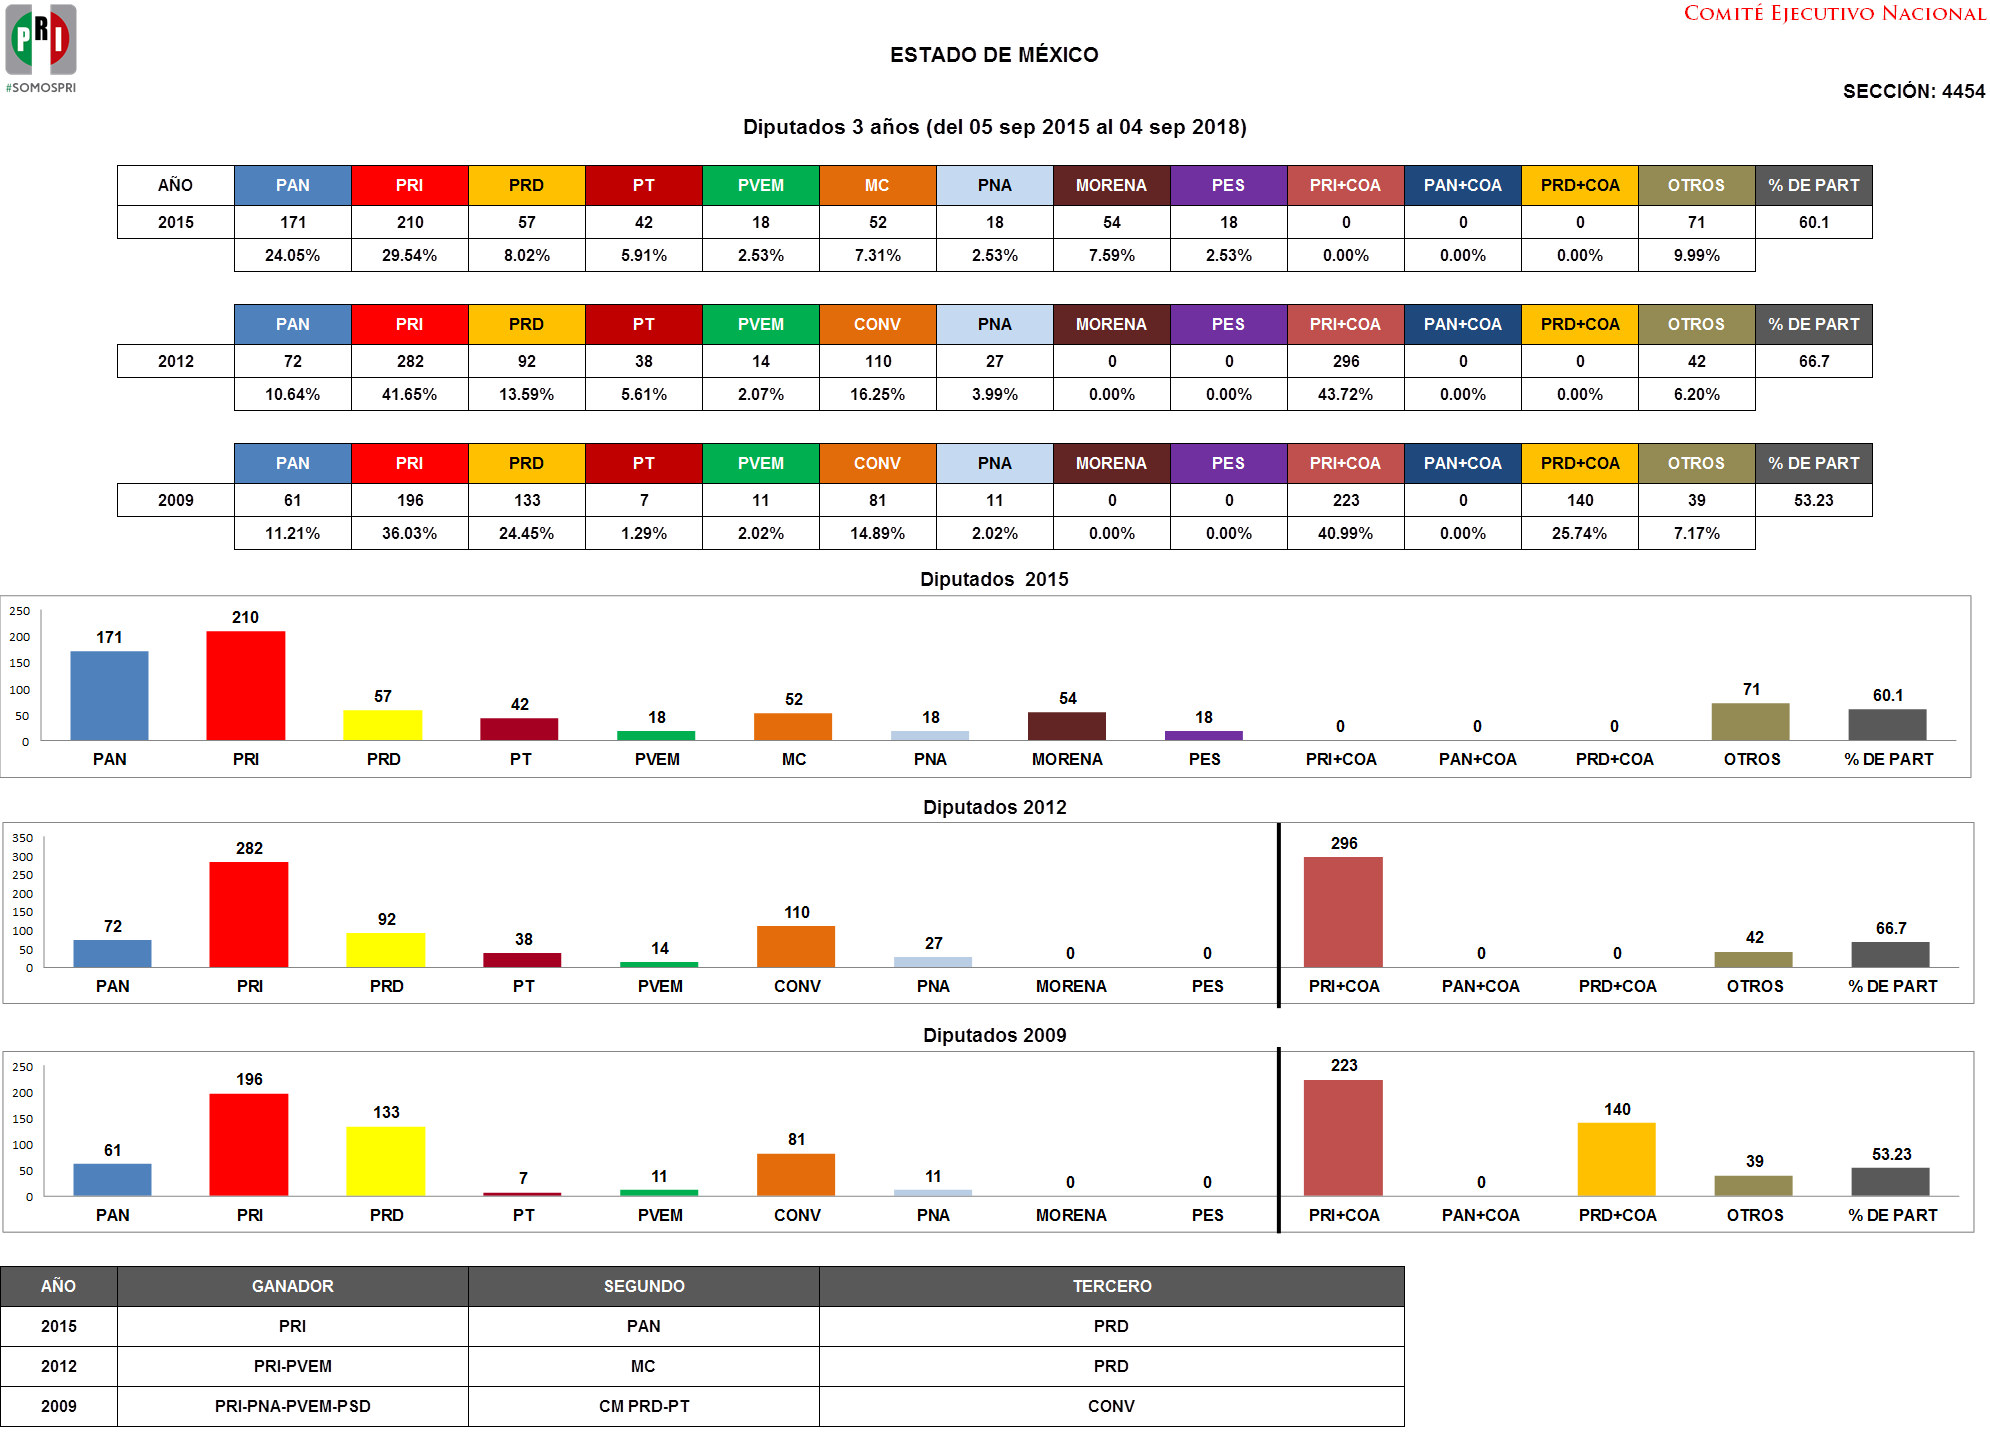 PRI
#SOMOSPRI
COMITÉ EJECUTIVO NACIONAL
ESTADO DE MÉXICO
SECCIÓN: 4454
Diputados 3 años (del 05 sep 2015 al 04 sep 2018)
AÑO PAN PRI PRD PT PVEM MC PNA MORENA PES PRI+COA PAN+COA PRD+COA OTROS % DE PART
2015 171 210 57 42 18 52 18 54 18 0 0 0 71 60.1
24.05% 29.54% 8.02% 5.91% 2.53% 7.31% 2.53% 7.59% 2.53% 0.00% 0.00% 0.00% 9.99%
PAN PRI PRD PT PVEM CONV PNA MORENA PES PRI+COA PAN+COA PRD+COA OTROS % DE PART
2012 72 282 92 38 14 110 27 0 0 296 0 0 42 66.7
10.64% 41.65% 13.59% 5.61% 2.07% 16.25% 3.99% 0.00% 0.00% 43.72% 0.00% 0.00% 6.20%
PAN PRI PRD PT PVEM CONV PNA MORENA PES PRI+COA PAN+COA PRD+COA OTROS % DE PART
2009 61 196 133 7 11 81 11 0 0 223 0 140 39 53.23
11.21% 36.03% 24.45% 1.29% 2.02% 14.89% 2.02% 0.00% 0.00% 40.99% 0.00% 25.74% 7.17%
Diputados 2015
250
200
150
100
50
0
171 210 57 42 18 52 18 54 18 0 0 0 71 60.1
PAN PRI PRD PT PVEM MC PNA MORENA PES PRI+COA PAN+COA PRD+COA OTROS % DE PART
Diputados 2012
350
300
250
200
150
100
50
0
72 282 92 38 14 110 27 0 0 296 0 0 42 66.7
PAN PRI PRD PT PVEM CONV PNA MORENA PES PRI+COA PAN+COA PRD+COA OTROS % DE PART
Diputados 2009
250
200
150
100
50
0
61 196 133 7 11 81 11 0 0 223 0 140 39 53.23
PAN PRI PRD PT PVEM CONV PNA MORENA PES PRI+COA PAN+COA PRD+COA OTROS % DE PART
AÑO GANADOR SEGUNDO TERCERO
2015 PRI PAN PRD
2012 PRI-PVEM MC PRD
2009 PRI-PNA-PVEM-PSD CM PRD-PT CONV